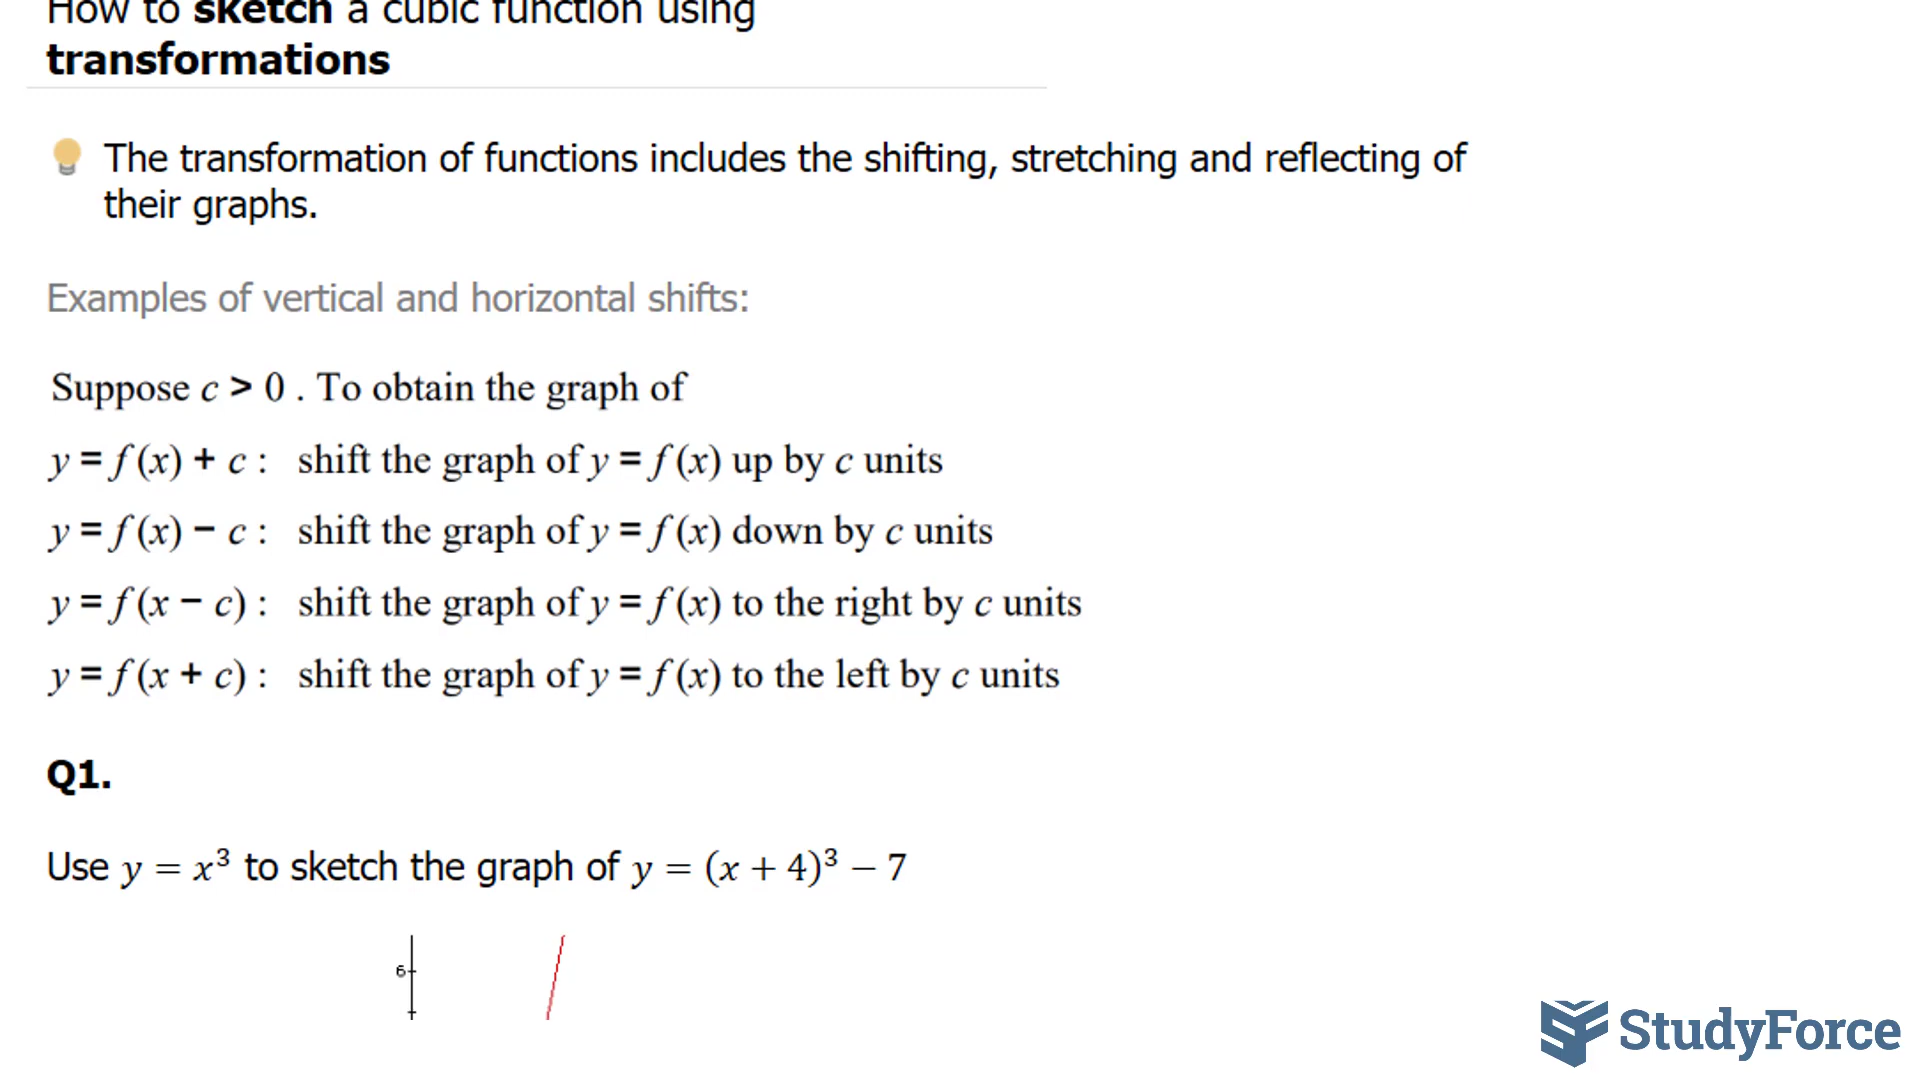 How to sketch a cubic function using
transformations
The transformation of functions includes the shifting, stretching and reflecting of
their graphs.
Examples of vertical and horizontal shifts:
Suppose c > 0 . To obtain the graph of
y = f (x) + c : shift the graph of y = f (x) up by c units
y = f (x) − c : shift the graph of y = f (x) down by c units
y = f (x − c) : shift the graph of y = f (x) to the right by c units
y = f (x + c) : shift the graph of y = f (x) to the left by c units
Q1.
Use y = x³ to sketch the graph of y = (x + 4)³ − 7
6
StudyForce